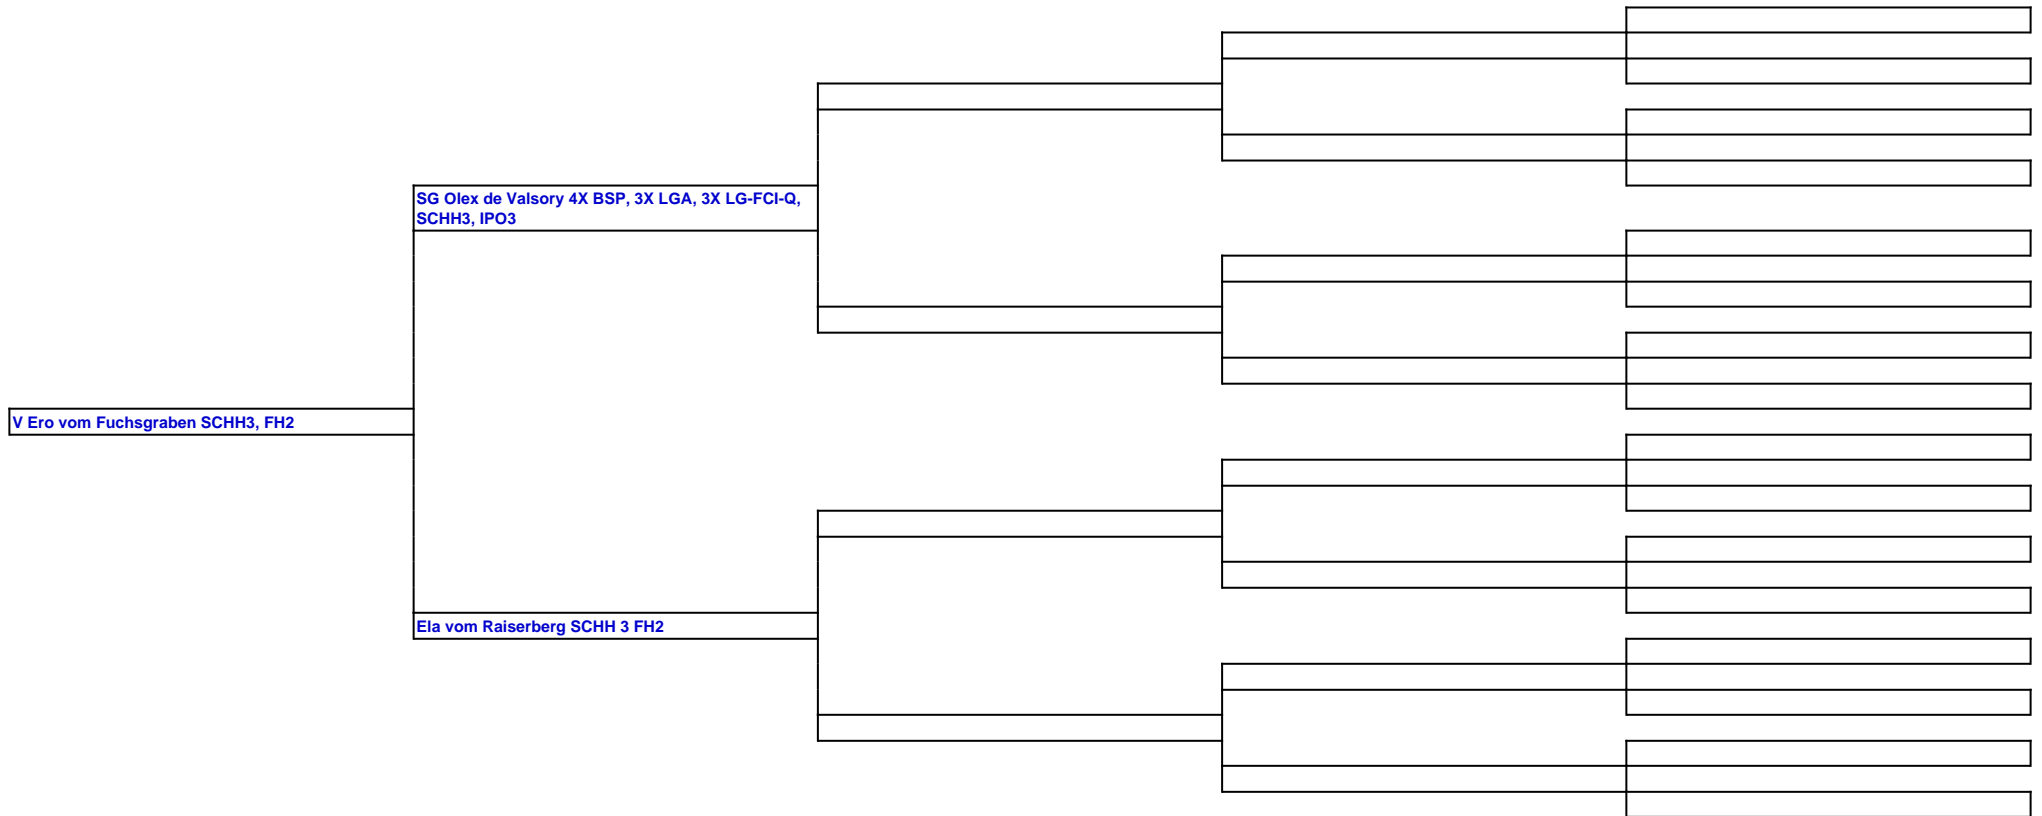 SG Olex de Valsory 4X BSP, 3X LGA, 3X LG-FCI-Q,
SCHH3, IPO3
V Ero vom Fuchsgraben SCHH3, FH2
Ela vom Raiserberg SCHH 3 FH2